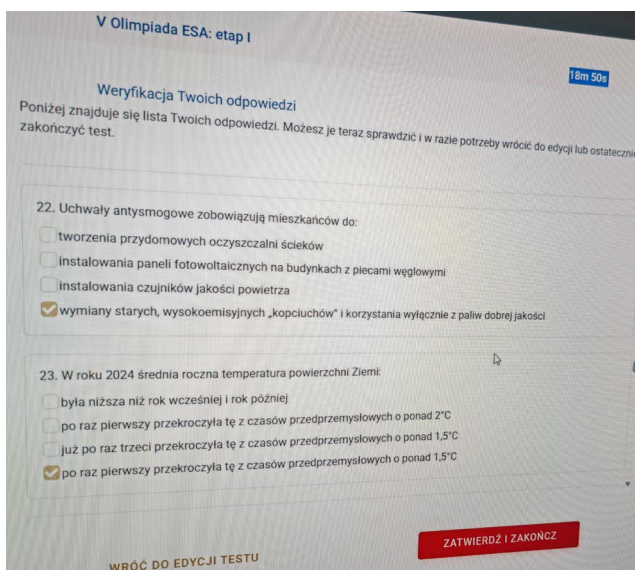 V Olimpiada ESA: etap I
18m 50s
Weryfikacja Twoich odpowiedzi
Poniżej znajduje się lista Twoich odpowiedzi. Możesz je teraz sprawdzić i w razie potrzeby wrócić do edycji lub ostatecznie
zakończyć test.
22. Uchwały antysmogowe zobowiązują mieszkańców do:
tworzenia przydomowych oczyszczalni ścieków
instalowania paneli fotowoltaicznych na budynkach z piecami węglowymi
instalowania czujników jakości powietrza
wymiany starych, wysokoemisyjnych „kopciuchów" i korzystania wyłącznie z paliw dobrej jakości
23. W roku 2024 średnia roczna temperatura powierzchni Ziemi:
była niższa niż rok wcześniej i rok później
po raz pierwszy przekroczyła tę z czasów przedprzemysłowych o ponad 2°C
już po raz trzeci przekroczyła tę z czasów przedprzemysłowych o ponad 1,5°C
po raz pierwszy przekroczyła tę z czasów przedprzemysłowych o ponad 1,5°C
WRÓĆ DO EDYCJI TESTU
ZATWIERDŹ I ZAKOŃCZ